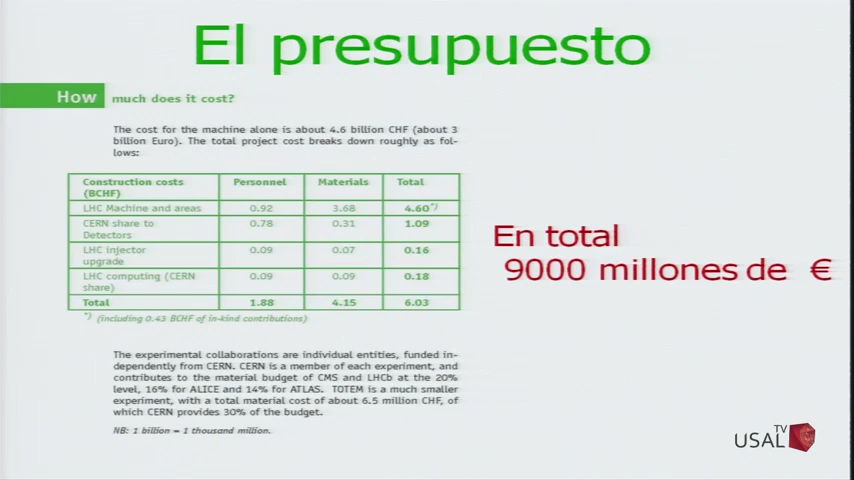 El presupuesto
How much does it cost?
The cost for the machine alone is about 4.6 billion CHF (about 3
billion Euro). The total project cost breaks down roughly as fol-
lows:
Construction costs (BCHF) Personnel Materials Total
LHC Machine and areas 0.92 3.68 4.60*)
CERN share to Detectors 0.78 0.31 1.09
LHC injector upgrade 0.09 0.07 0.16
LHC computing (CERN share) 0.09 0.09 0.18
Total 1.88 4.15 6.03
*) (including 0.43 BCHF of in-kind contributions)
En total
9000 millones de €
The experimental collaborations are individual entities, funded in-
dependently from CERN. CERN is a member of each experiment, and
contributes to the material budget of CMS and LHCb at the 20%
level, 16% for ALICE and 14% for ATLAS. TOTEM is a much smaller
experiment, with a total material cost of about 6.5 million CHF, of
which CERN provides 30% of the budget.
NB: 1 billion = 1 thousand million.
USAL TV